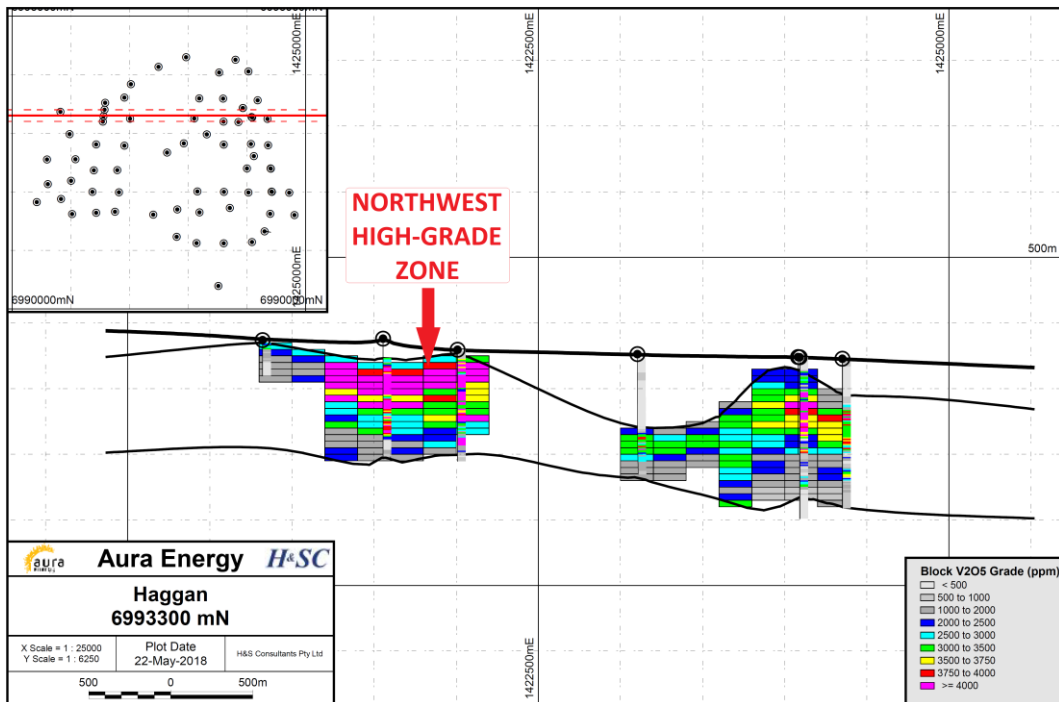 6990000mN
1425000mE
1422500mE
1425000mE
6990000mN
6990000mN
1425000mE
NORTHWEST
HIGH-GRADE
ZONE
500m
aura
ENERGY
Aura Energy
H&SC
Haggan
6993300 mN
X Scale = 1 : 25000
Y Scale = 1 : 6250
Plot Date
22-May-2018
H&S Consultants Pty Ltd
500 0 500m
1422500mE
Block V2O5 Grade (ppm)
< 500
500 to 1000
1000 to 2000
2000 to 2500
2500 to 3000
3000 to 3500
3500 to 3750
3750 to 4000
>= 4000